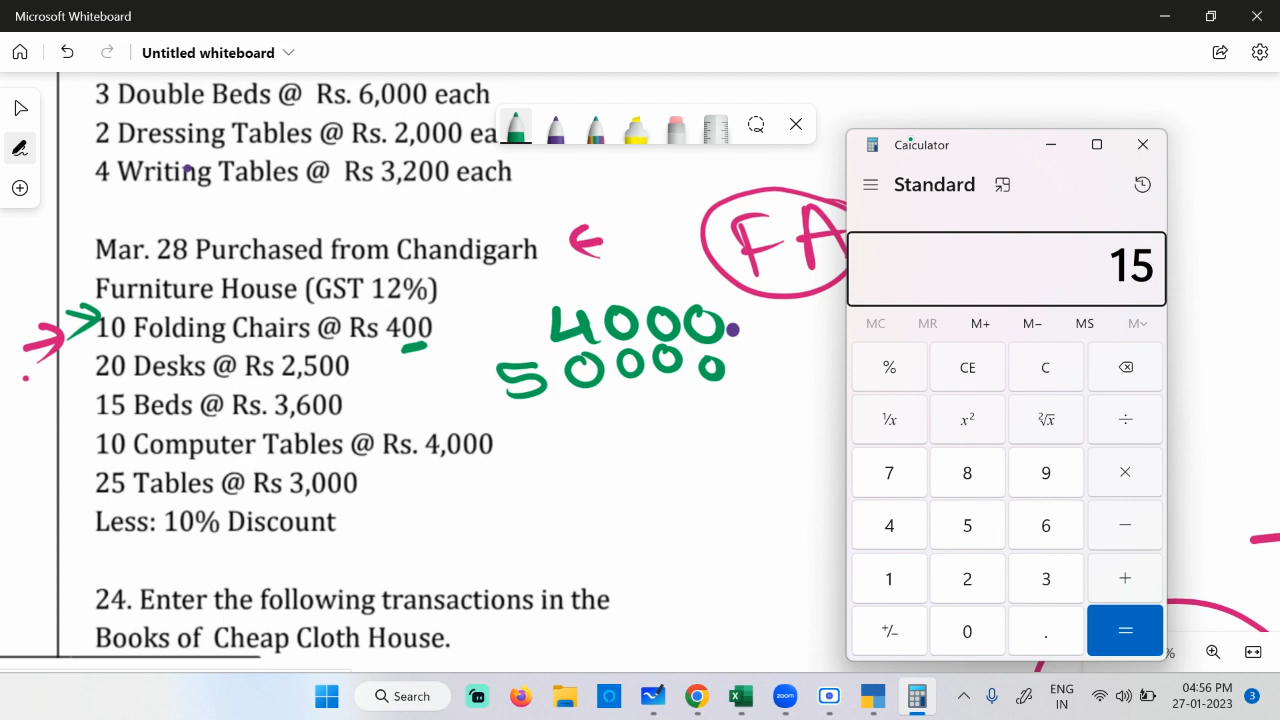 Microsoft Whiteboard
Untitled whiteboard
3 Double Beds @ Rs. 6,000 each
2 Dressing Tables @ Rs. 2,000 ea
4 Writing Tables @ Rs 3,200 each
Mar. 28 Purchased from Chandigarh
Furniture House (GST 12%)
10 Folding Chairs @ Rs 400
20 Desks @ Rs 2,500
15 Beds @ Rs. 3,600
10 Computer Tables @ Rs. 4,000
25 Tables @ Rs 3,000
Less: 10% Discount
24. Enter the following transactions in the
Books of Cheap Cloth House.
4000
50000
FA
Calculator
Standard
15
MC MR M+ M− MS M˅
% CE C
¹/x x² ²√x ÷
7 8 9 ×
4 5 6 −
1 2 3 +
+/− 0 . =
%
Search
zoom
ENG
IN
04:56 PM
27-01-2023
3